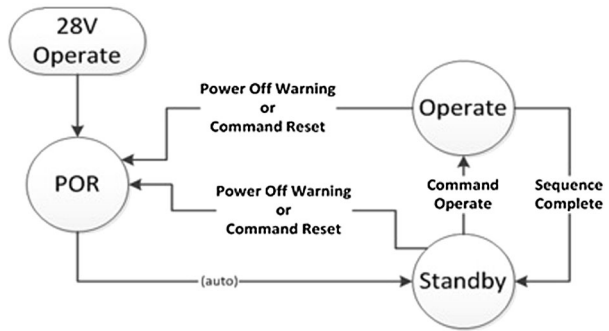 28V
Operate
Power Off Warning
or
Command Reset
Operate
POR
Power Off Warning
or
Command Reset
Command
Operate
Sequence
Complete
(auto)
Standby